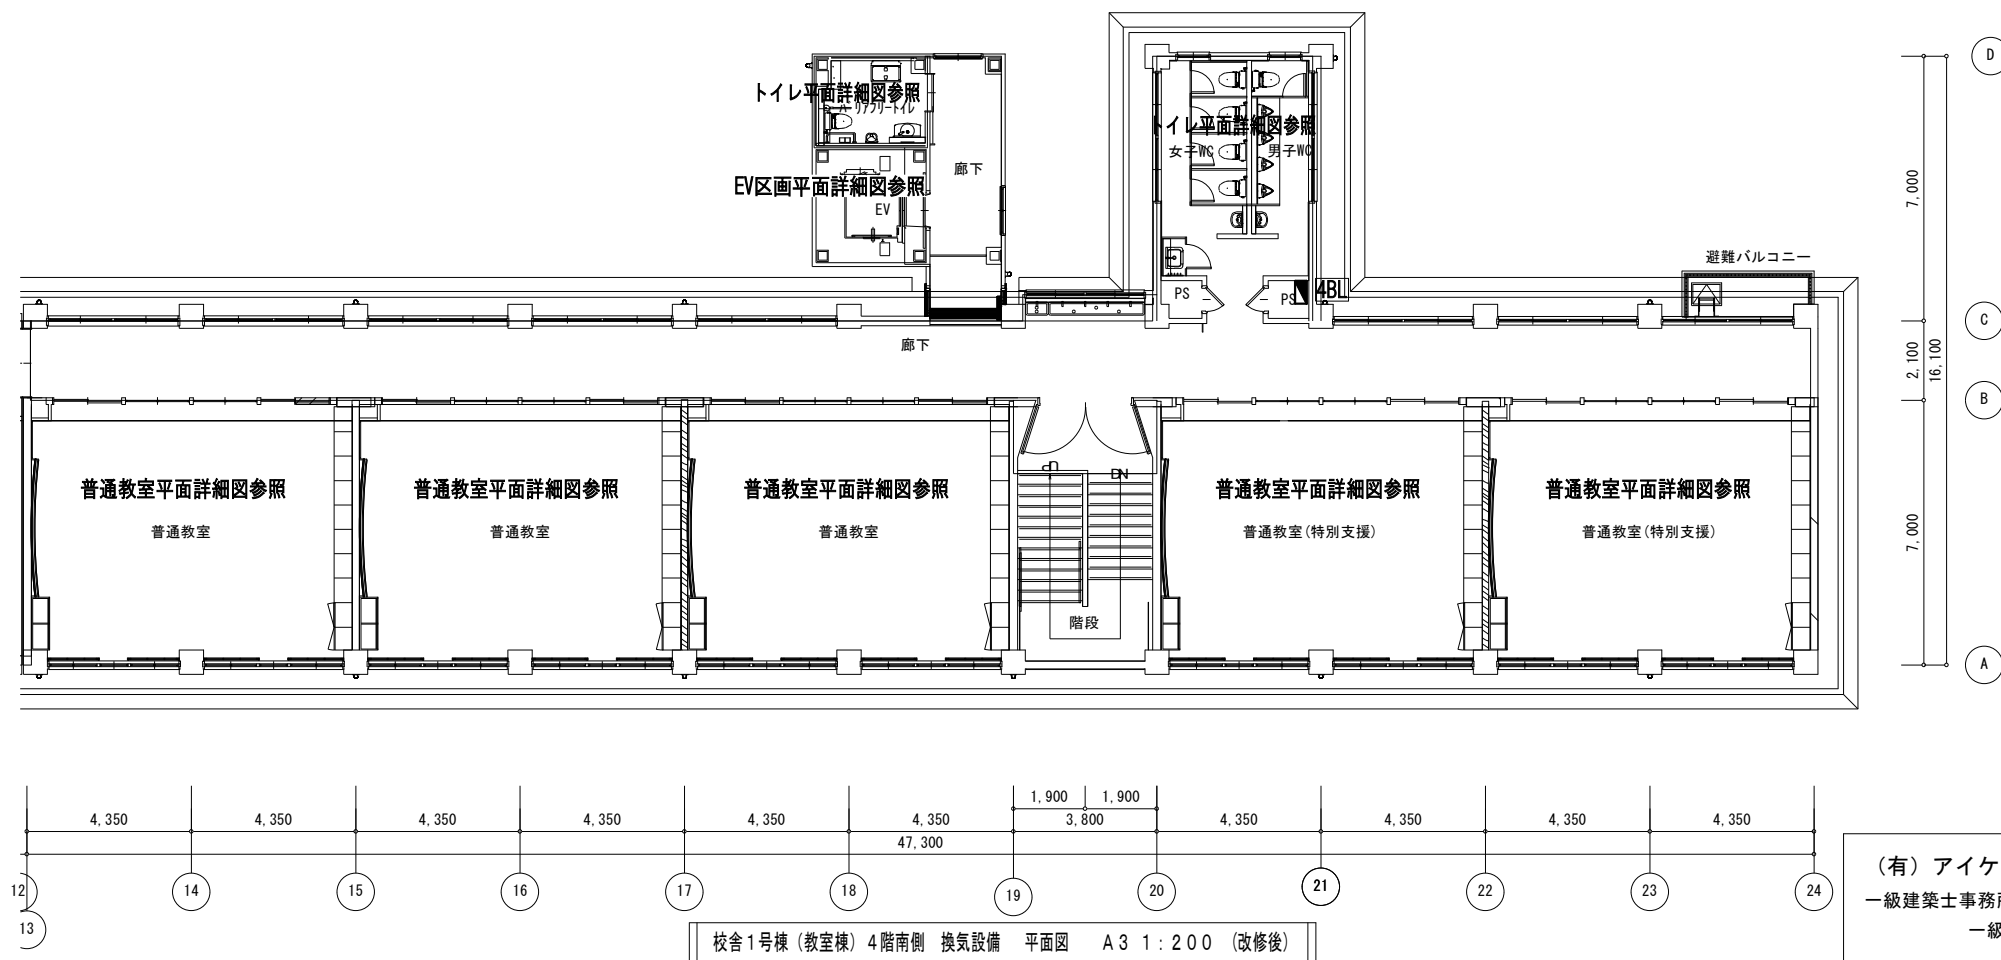 D
トイレ平面詳細図参照
バリアフリートイレ
トイレ平面詳細図参照
女子WC
男子WC
廊下
EV区画平面詳細図参照
EV
7,000
避難バルコニー
PS
PS
4BL
C
廊下
2,100
16,100
B
DN
普通教室平面詳細図参照
普通教室平面詳細図参照
普通教室平面詳細図参照
普通教室平面詳細図参照
普通教室平面詳細図参照
普通教室
普通教室
普通教室
普通教室(特別支援)
普通教室(特別支援)
7,000
階段
A
1,900
1,900
4,350
4,350
4,350
4,350
4,350
4,350
3,800
4,350
4,350
4,350
4,350
47,300
12
14
15
16
17
18
19
20
21
22
23
24
13
(有)アイケ
一級建築士事務所
一級
校舎1号棟(教室棟)4階南側 換気設備 平面図 A3 1:200 (改修後)